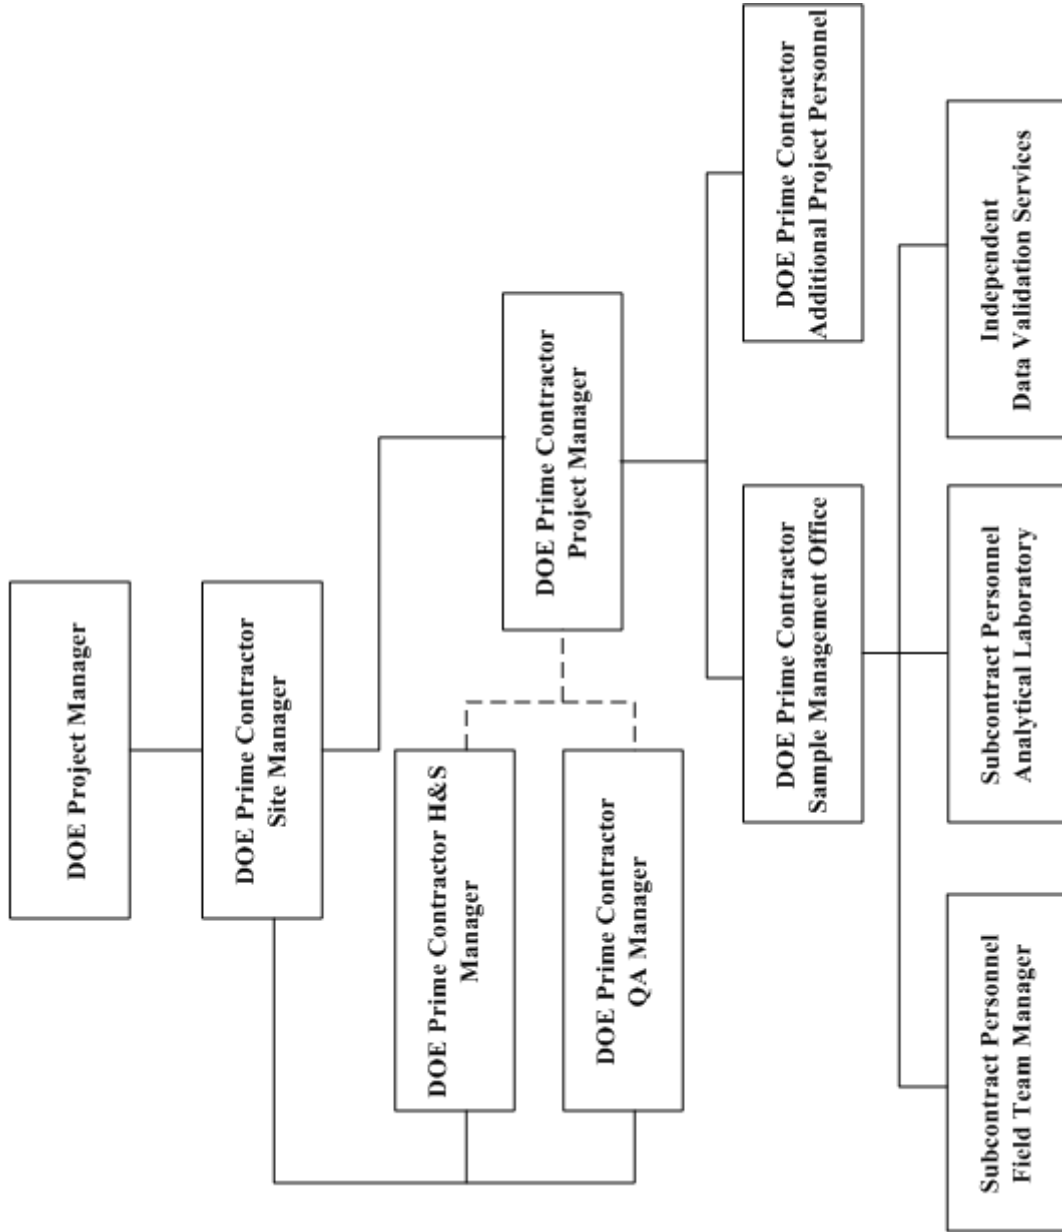 DOE Project Manager
DOE Prime Contractor
Site Manager
DOE Prime Contractor H&S
Manager
DOE Prime Contractor
QA Manager
DOE Prime Contractor
Project Manager
DOE Prime Contractor
Sample Management Office
DOE Prime Contractor
Additional Project Personnel
Subcontract Personnel
Field Team Manager
Subcontract Personnel
Analytical Laboratory
Independent
Data Validation Services